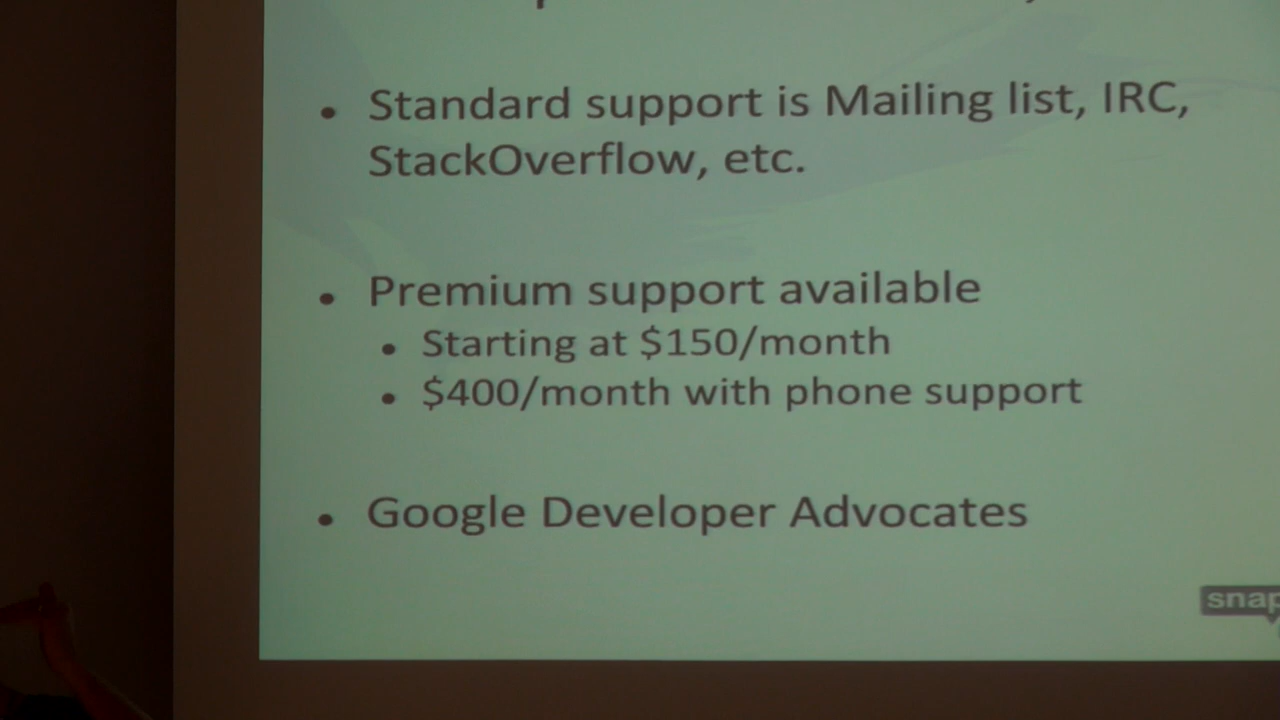 • Standard support is Mailing list, IRC,
StackOverflow, etc.
• Premium support available
• Starting at $150/month
• $400/month with phone support
• Google Developer Advocates
snap